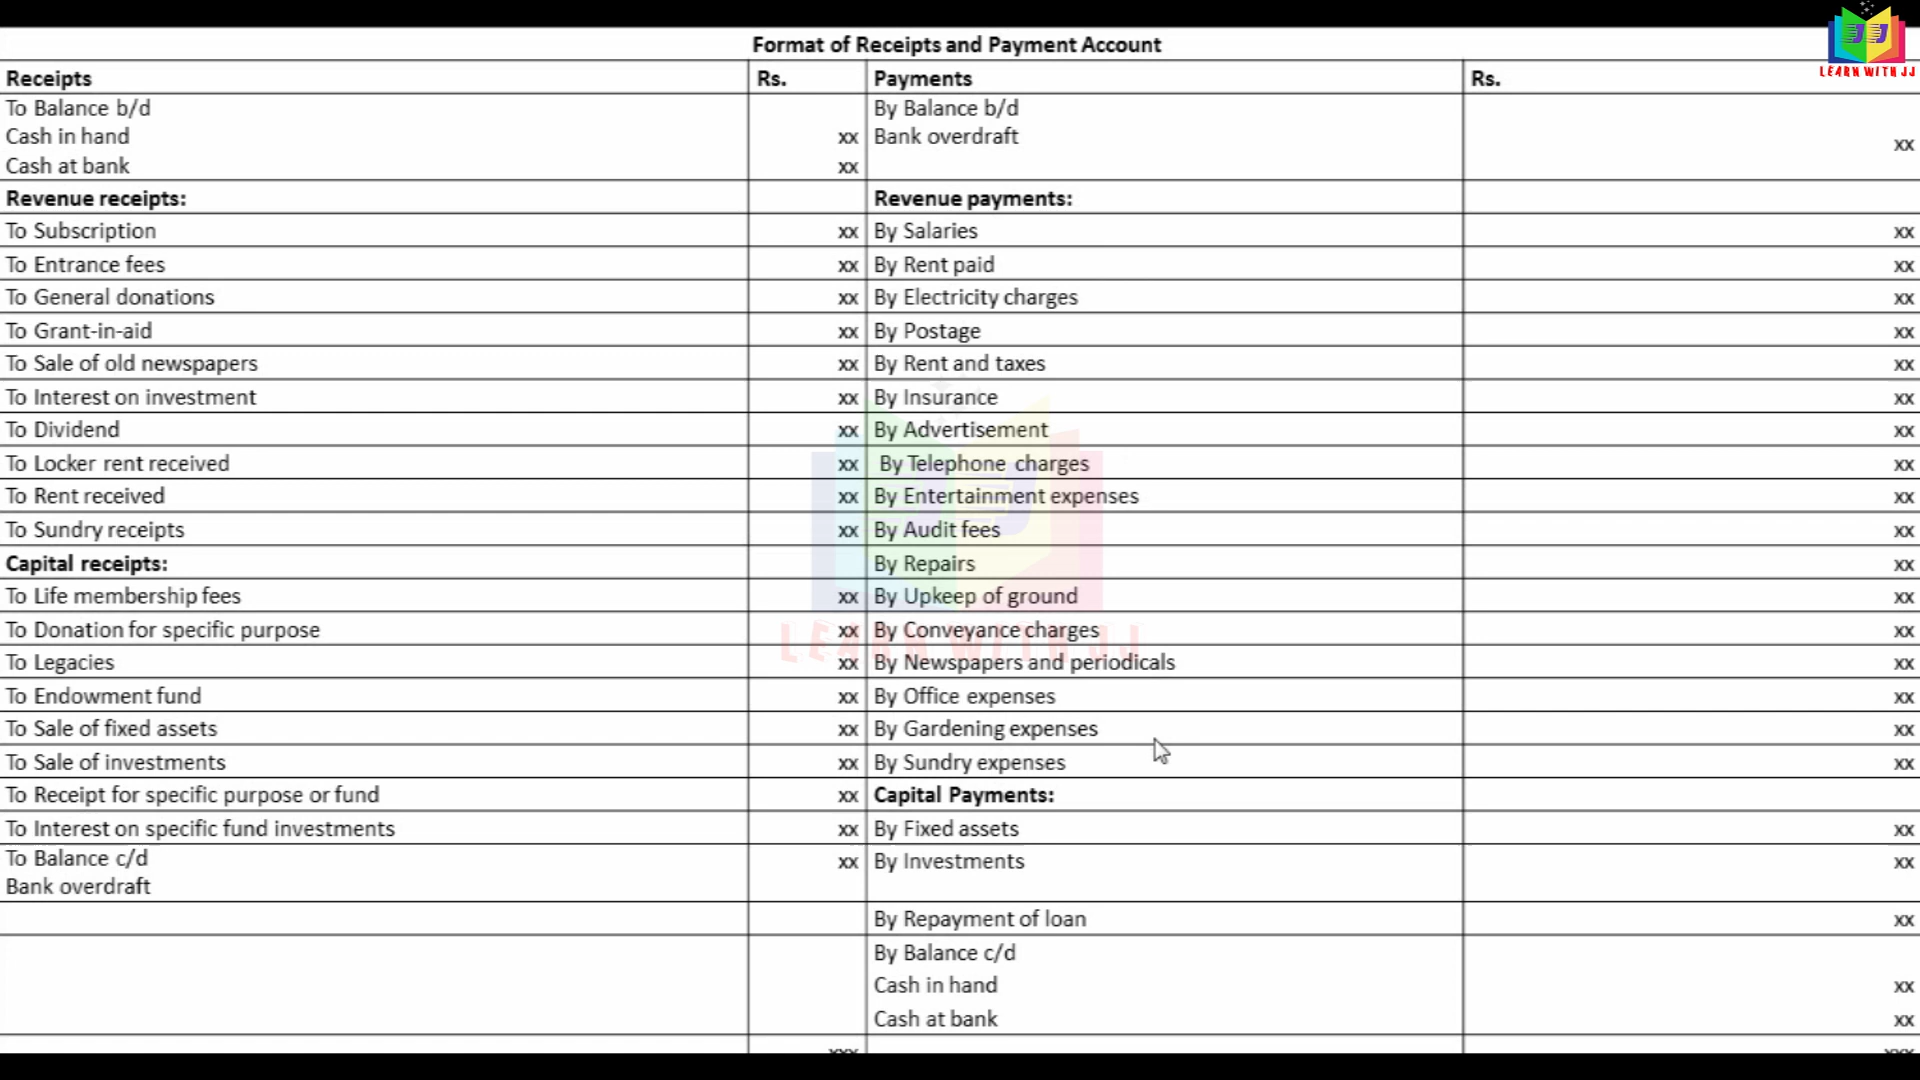 Format of Receipts and Payment Account
LEARN WITH JJ
Receipts Rs. Payments Rs.
To Balance b/d By Balance b/d
Cash in hand xx Bank overdraft xx
Cash at bank xx
Revenue receipts: Revenue payments:
To Subscription xx By Salaries xx
To Entrance fees xx By Rent paid xx
To General donations xx By Electricity charges xx
To Grant-in-aid xx By Postage xx
To Sale of old newspapers xx By Rent and taxes xx
To Interest on investment xx By Insurance xx
To Dividend xx By Advertisement xx
To Locker rent received xx By Telephone charges xx
To Rent received xx By Entertainment expenses xx
To Sundry receipts xx By Audit fees xx
Capital receipts: By Repairs xx
To Life membership fees xx By Upkeep of ground xx
To Donation for specific purpose xx By Conveyance charges xx
LEARN WITH JJ
To Legacies xx By Newspapers and periodicals xx
To Endowment fund xx By Office expenses xx
To Sale of fixed assets xx By Gardening expenses xx
To Sale of investments xx By Sundry expenses xx
To Receipt for specific purpose or fund xx Capital Payments:
To Interest on specific fund investments xx By Fixed assets xx
To Balance c/d xx By Investments xx
Bank overdraft
By Repayment of loan xx
By Balance c/d
Cash in hand xx
Cash at bank xx
xxx xxx